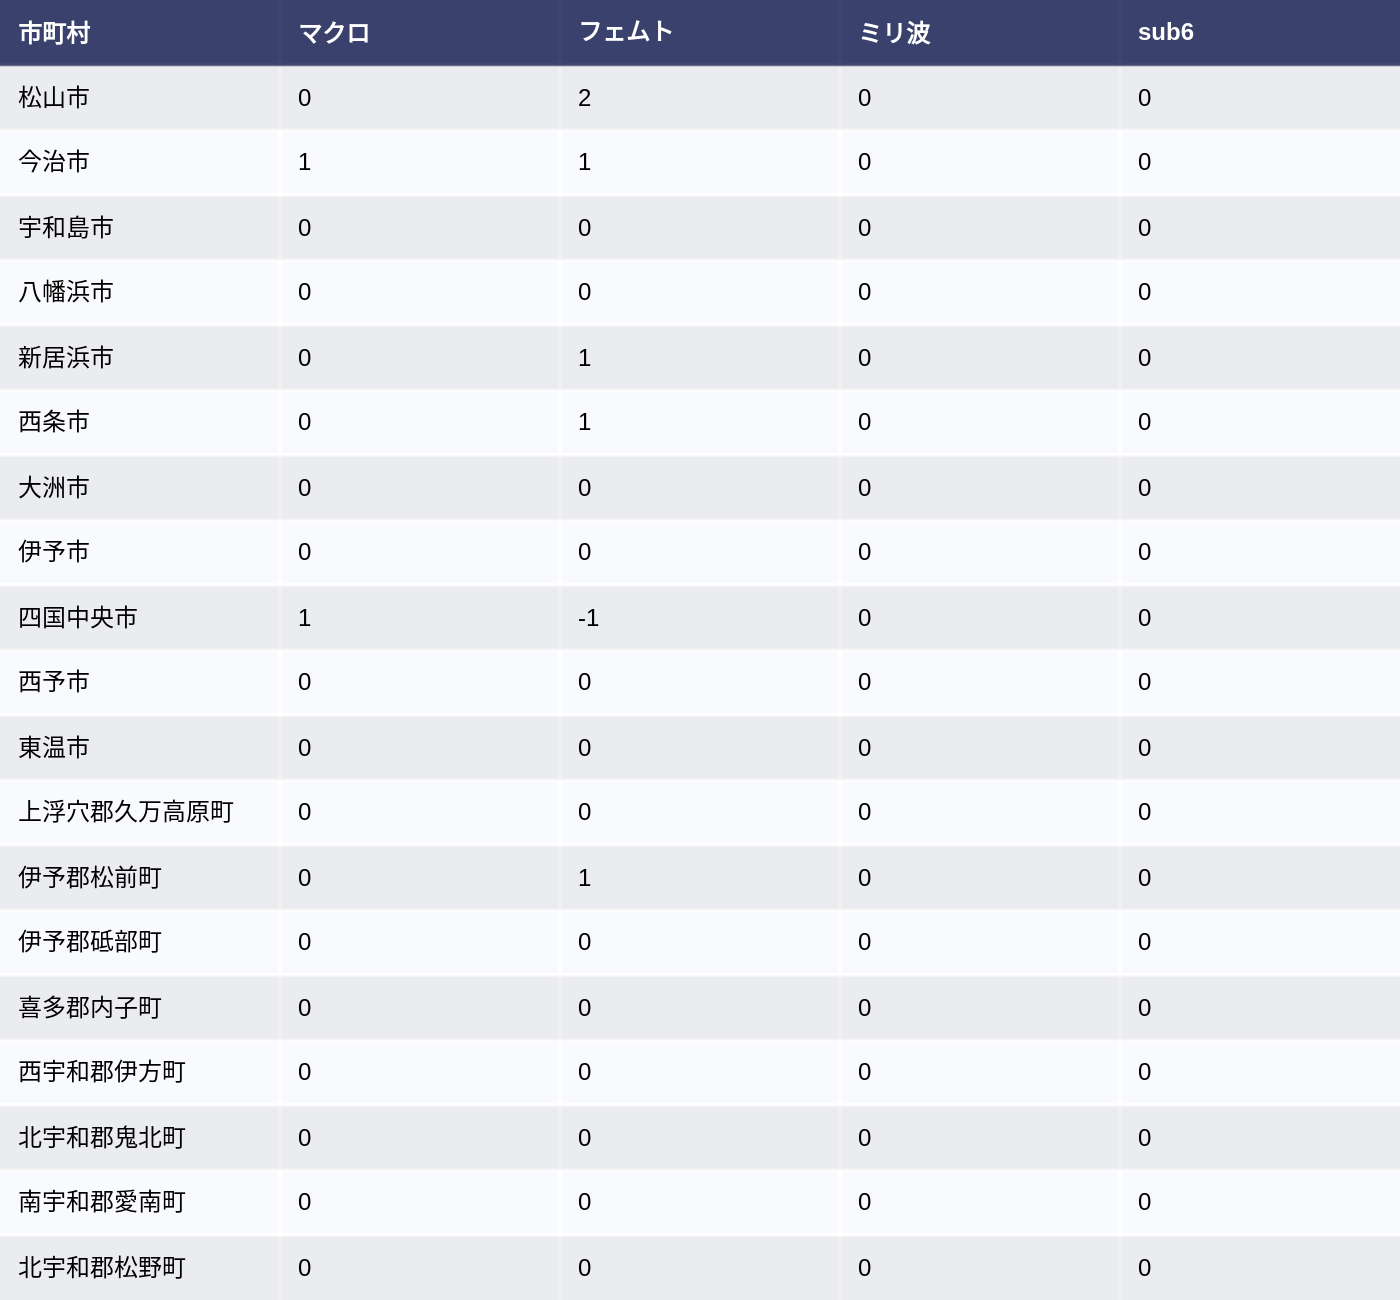 市町村 マクロ フェムト ミリ波 sub6
松山市 0 2 0 0
今治市 1 1 0 0
宇和島市 0 0 0 0
八幡浜市 0 0 0 0
新居浜市 0 1 0 0
西条市 0 1 0 0
大洲市 0 0 0 0
伊予市 0 0 0 0
四国中央市 1 -1 0 0
西予市 0 0 0 0
東温市 0 0 0 0
上浮穴郡久万高原町 0 0 0 0
伊予郡松前町 0 1 0 0
伊予郡砥部町 0 0 0 0
喜多郡内子町 0 0 0 0
西宇和郡伊方町 0 0 0 0
北宇和郡鬼北町 0 0 0 0
南宇和郡愛南町 0 0 0 0
北宇和郡松野町 0 0 0 0